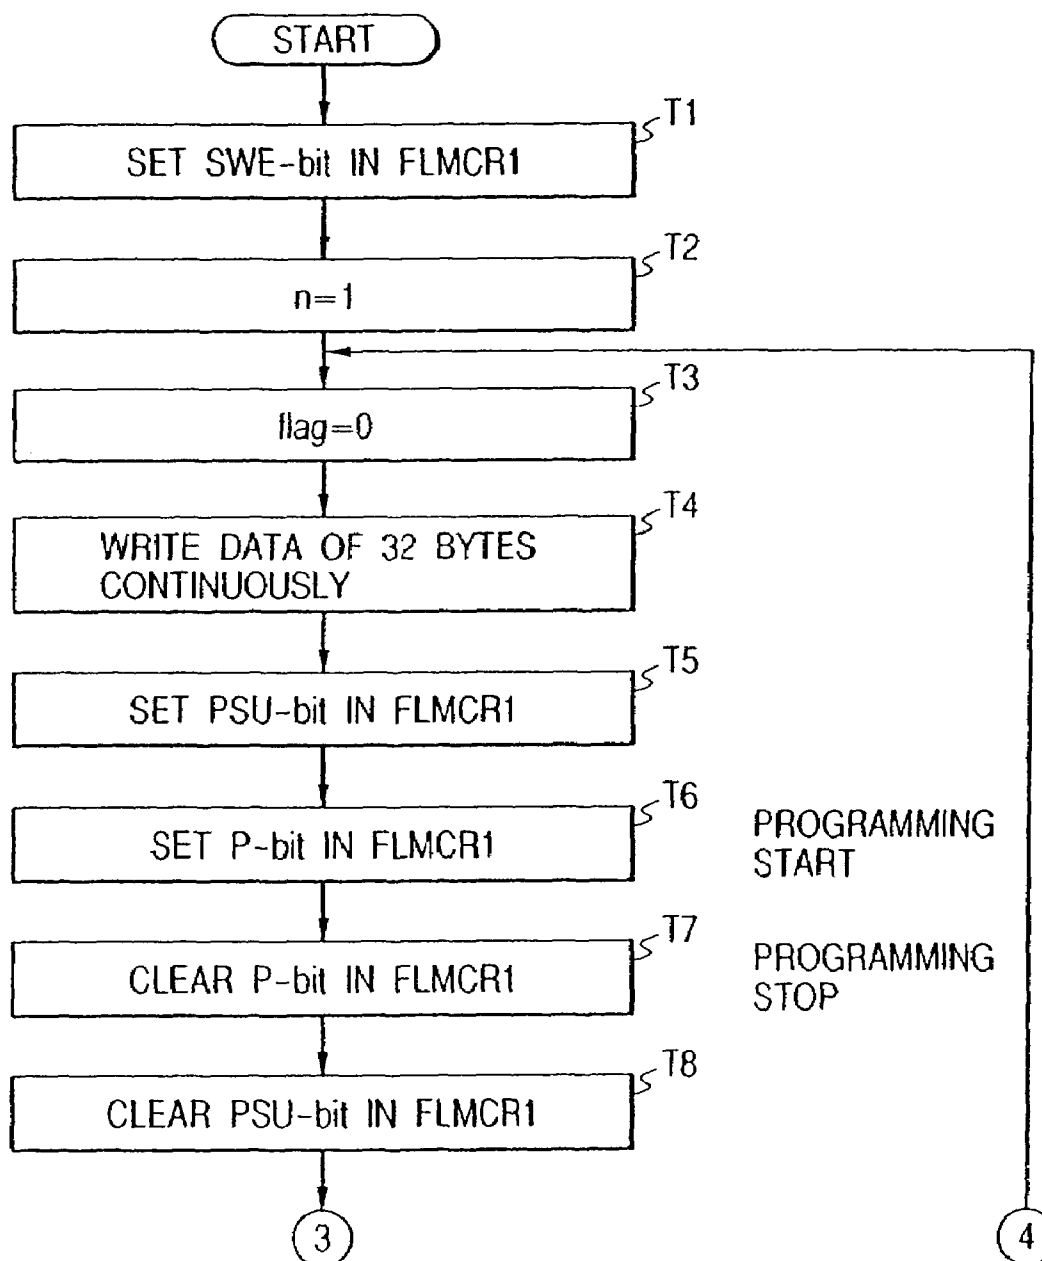 START
T1
SET SWE-bit IN FLMCR1
T2
n=1
T3
flag=0
T4
WRITE DATA OF 32 BYTES
CONTINUOUSLY
T5
SET PSU-bit IN FLMCR1
T6
SET P-bit IN FLMCR1
PROGRAMMING
START
T7
CLEAR P-bit IN FLMCR1
PROGRAMMING
STOP
T8
CLEAR PSU-bit IN FLMCR1
3
4